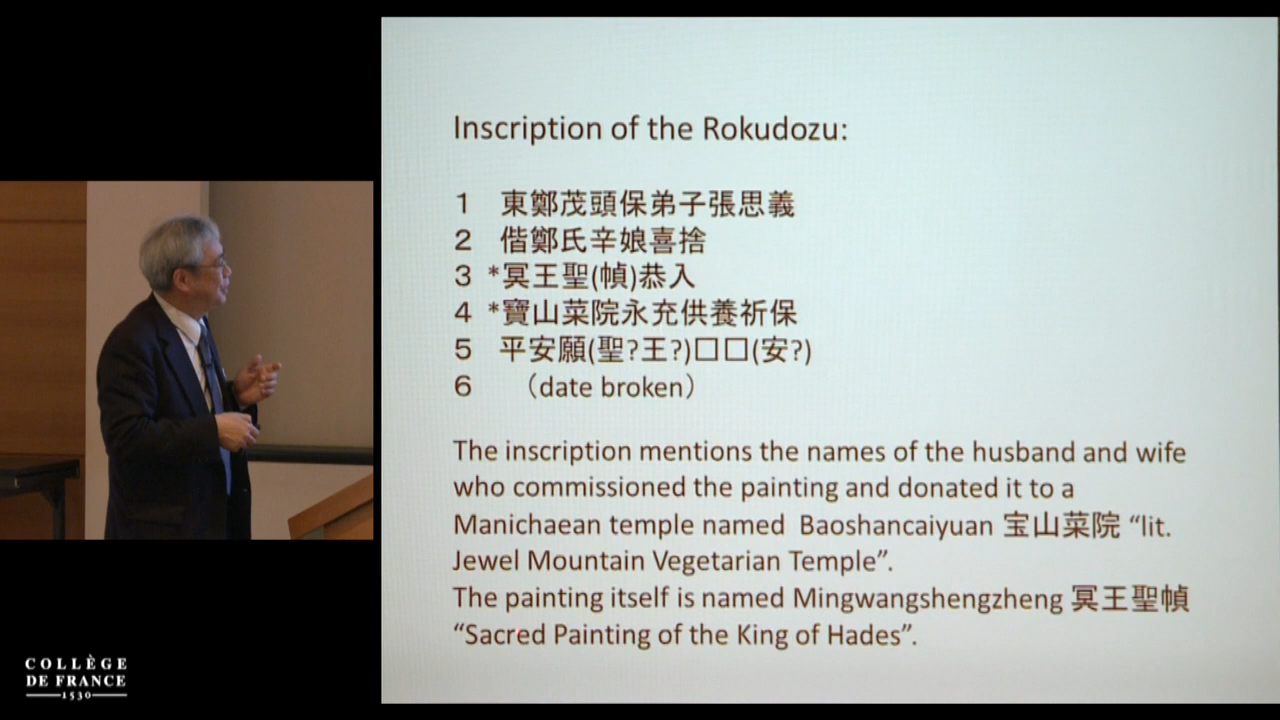 Inscription of the Rokudozu:
1 東鄭茂頭保弟子張思義
2 偕鄭氏辛娘喜捨
3 *冥王聖(幀)恭入
4 *寶山菜院永充供養祈保
5 平安願(聖?王?)□□(安?)
6 （date broken）
The inscription mentions the names of the husband and wife
who commissioned the painting and donated it to a
Manichaean temple named Baoshancaiyuan 宝山菜院 “lit.
Jewel Mountain Vegetarian Temple”.
The painting itself is named Mingwangshengzheng 冥王聖幀
“Sacred Painting of the King of Hades”.
COLLÈGE
DE FRANCE
1530